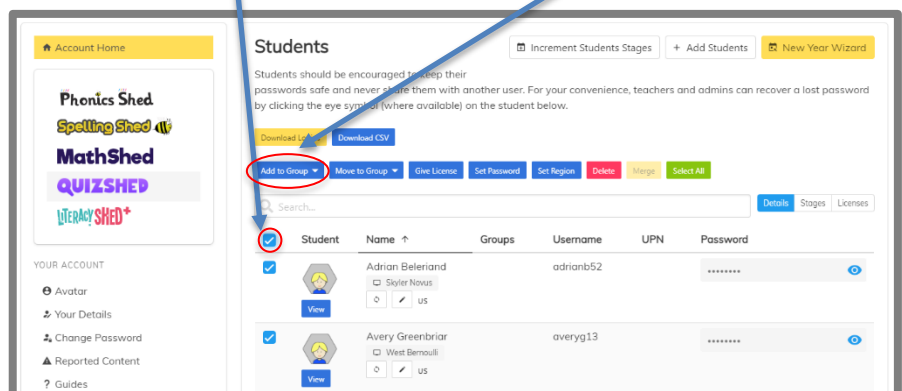 Account Home
Phonics Shed
Spelling Shed
MathShed
QUIZSHED
LITERACY SHED+
YOUR ACCOUNT
Avatar
Your Details
Change Password
Reported Content
? Guides
Students
Increment Students Stages
+ Add Students
New Year Wizard
Students should be encouraged to keep their
passwords safe and never share them with another user. For your convenience, teachers and admins can recover a lost password
by clicking the eye symbol (where available) on the student below.
Download Download CSV
Add to Group Move to Group Give License Set Password Set Region Delete Merge Select All
Search...
Details Stages Licenses
Student Name ↑ Groups Username UPN Password
Adrian Beleriand adrianb52 ........
Skyler Novus
US
View
Avery Greenbriar averyg13 ........
West Bernoulli
US
View